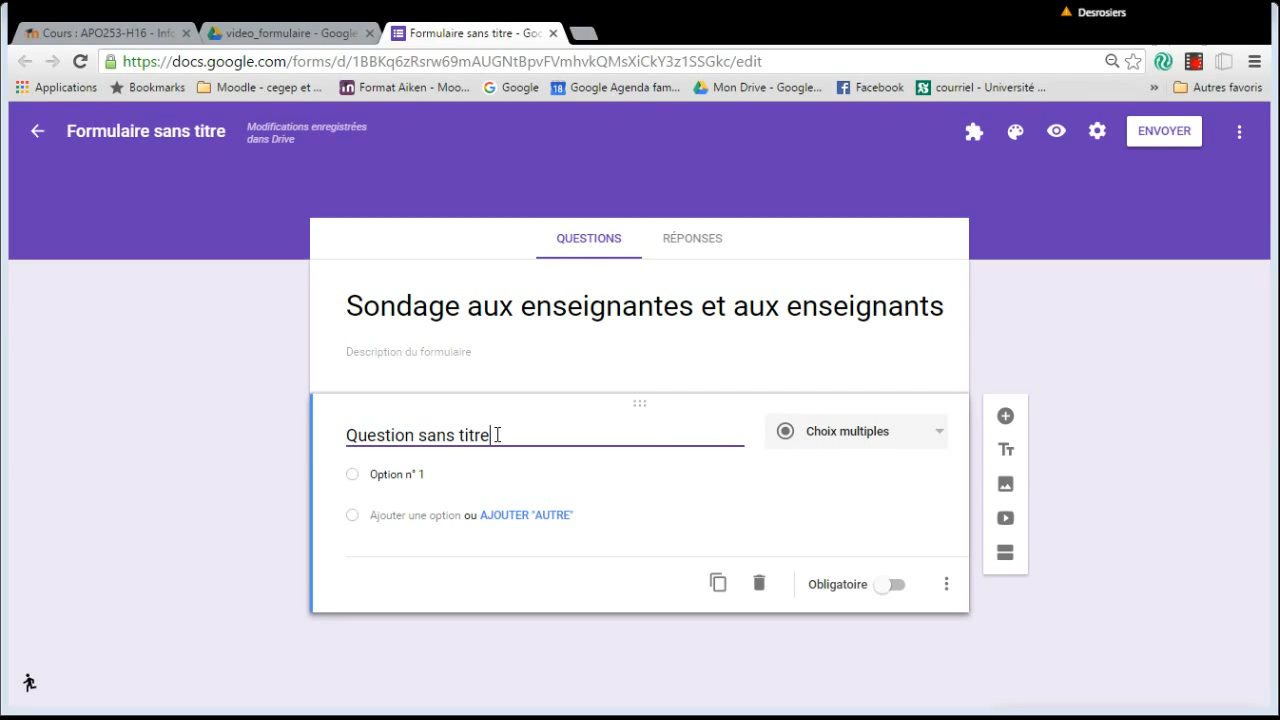 Desrosiers
Cours : APO253-H16 - Info
video_formulaire - Google
Formulaire sans titre - Goo
https://docs.google.com/forms/d/1BBKq6zRsrw69mAUGNtBpvFVmhvkQMsXiCkY3z1SSGkc/edit
Applications Bookmarks Moodle - cegep et ... Format Aiken - Moo... Google Google Agenda fam... Mon Drive - Google... Facebook courriel - Université ... » Autres favoris
Formulaire sans titre
Modifications enregistrées
dans Drive
ENVOYER
QUESTIONS RÉPONSES
Sondage aux enseignantes et aux enseignants
Description du formulaire
Question sans titre
Choix multiples
Option n° 1
Ajouter une option ou AJOUTER "AUTRE"
Obligatoire